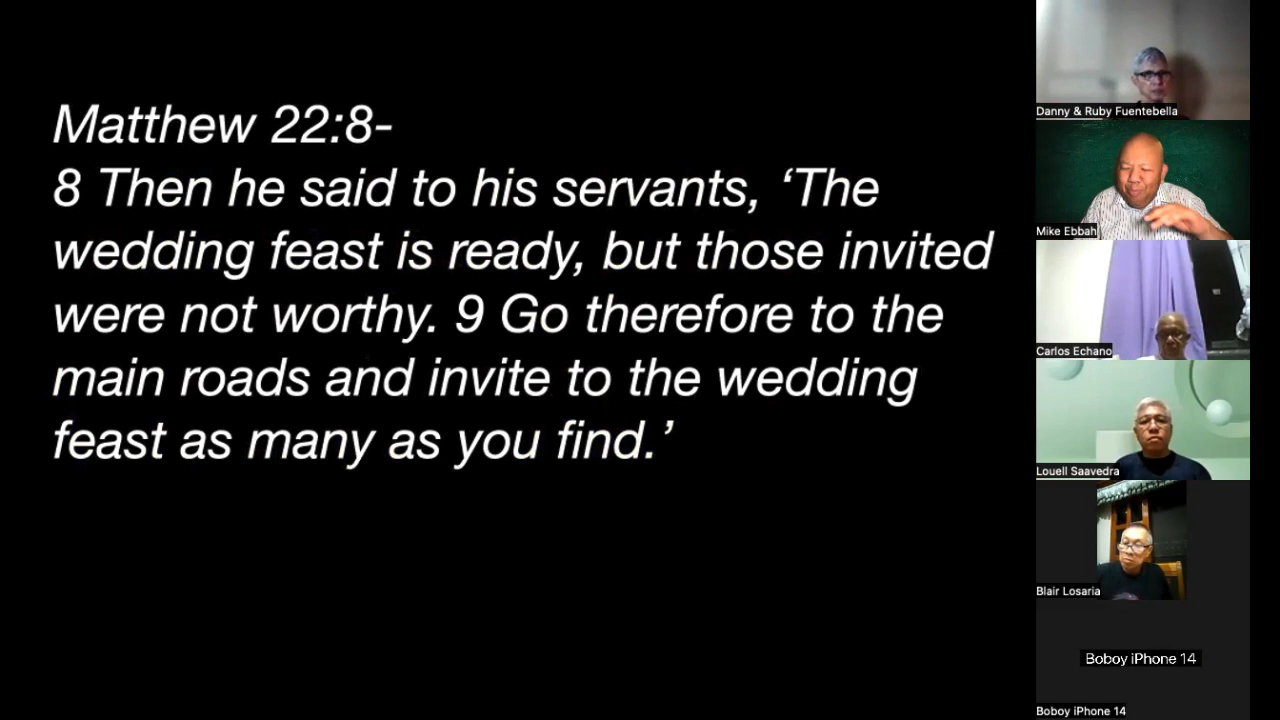 Matthew 22:8-
8 Then he said to his servants, ‘The
wedding feast is ready, but those invited
were not worthy. 9 Go therefore to the
main roads and invite to the wedding
feast as many as you find.’
Danny & Ruby Fuentebella
Mike Ebbah
Carlos Echano
Louell Saavedra
Blair Losaria
Boboy iPhone 14
Boboy iPhone 14